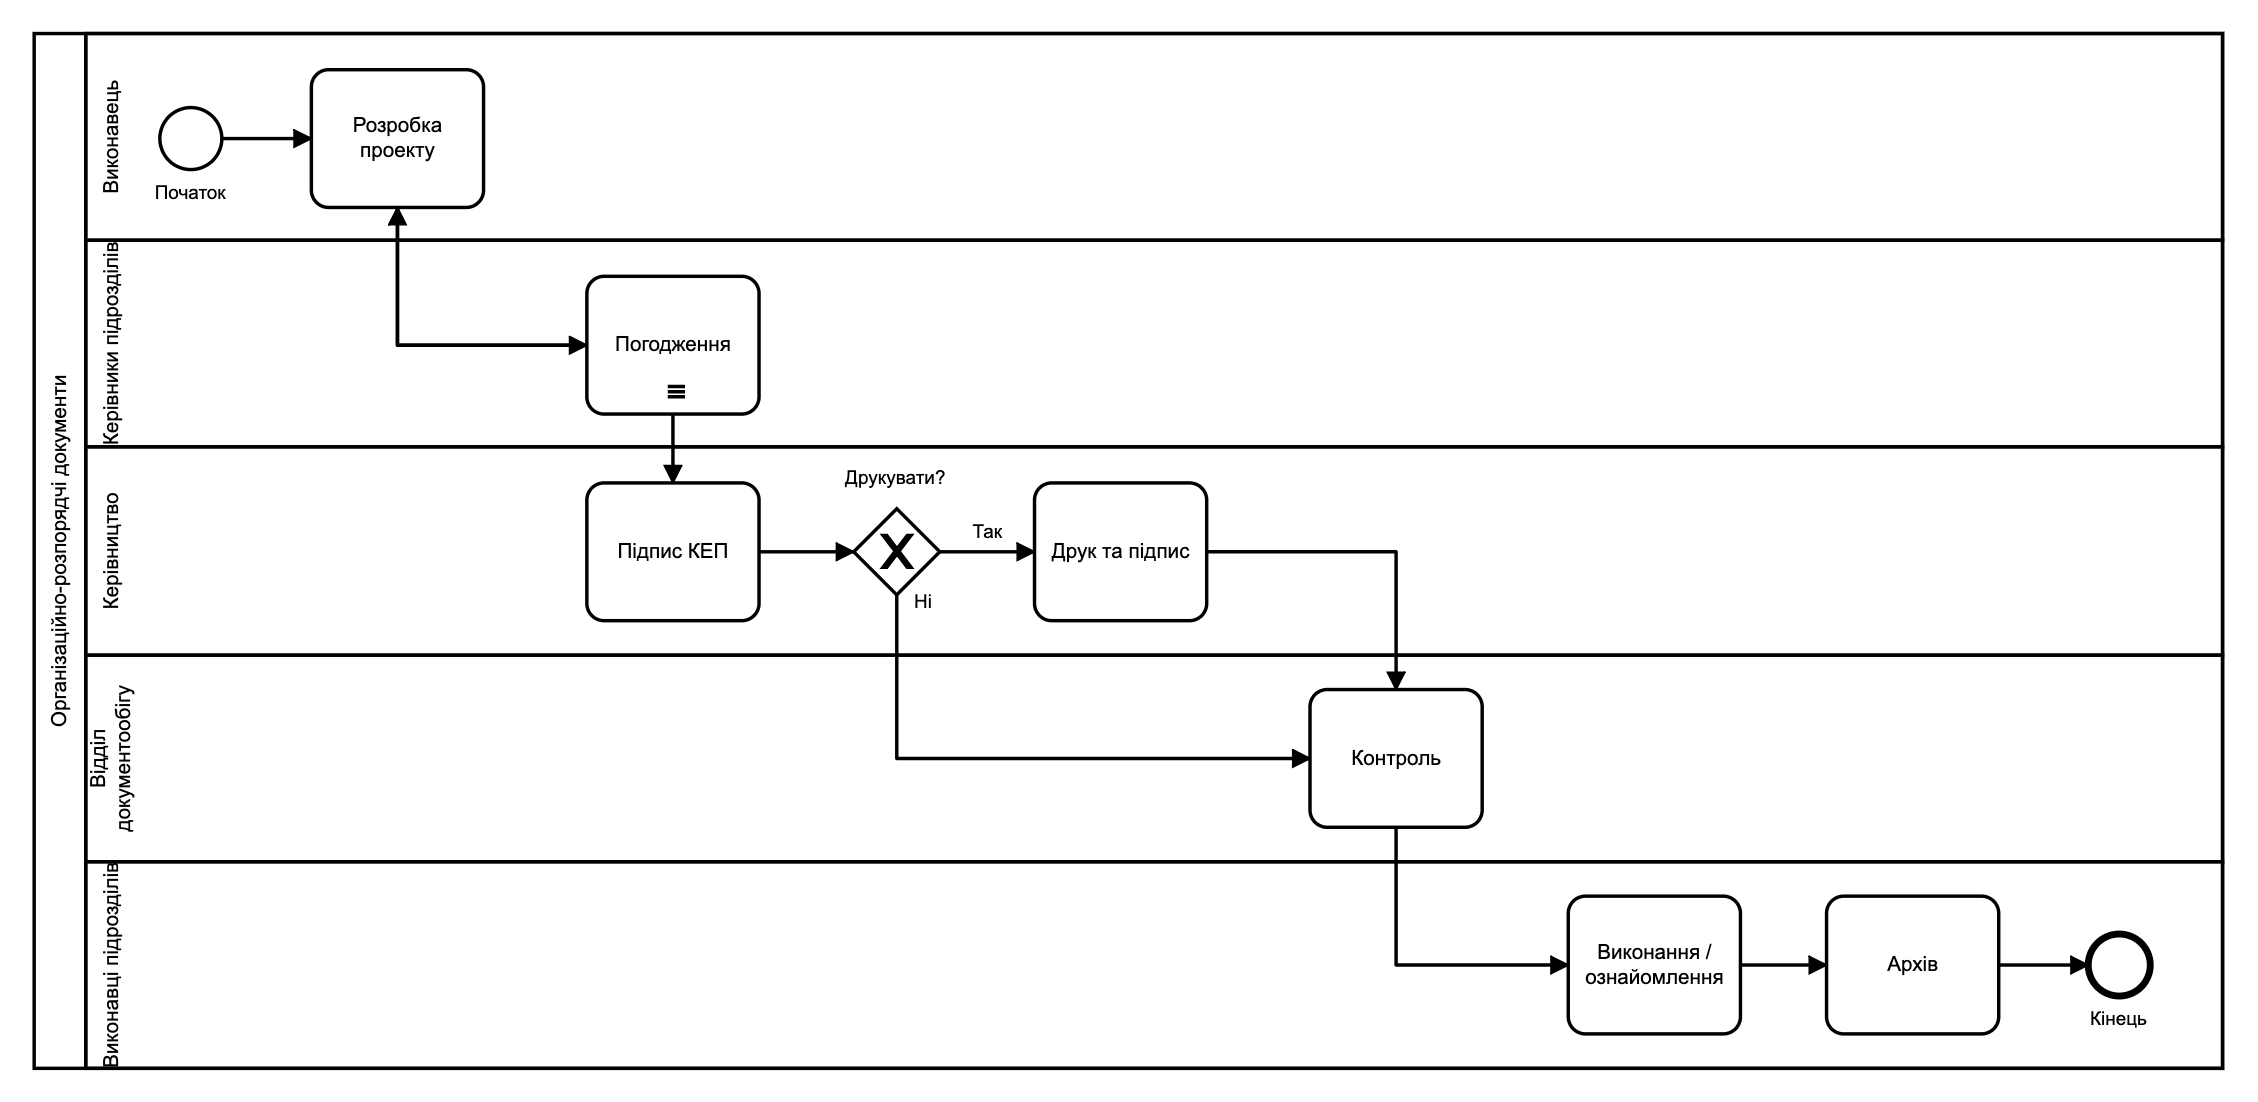 Організаційно-розпорядчі документи
Виконавець
Початок
Розробка
проекту
Керівники підрозділів
Погодження
Керівництво
Підпис КЕП
Друкувати?
Так
Ні
Друк та підпис
Відділ
документообігу
Контроль
Виконавці підрозділів
Виконання /
ознайомлення
Архів
Кінець